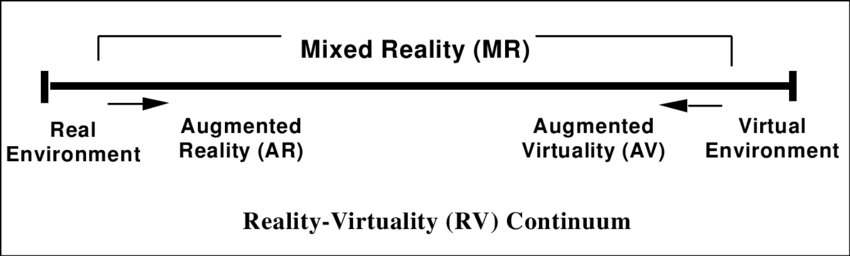 Mixed Reality (MR)
Real
Environment
Augmented
Reality (AR)
Augmented
Virtuality (AV)
Virtual
Environment
Reality-Virtuality (RV) Continuum